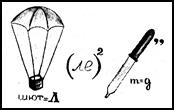 (ле)²
,,
шют=Л
т=д